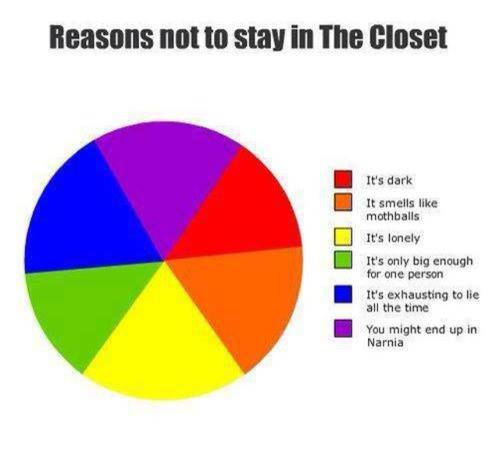 Reasons not to stay in The Closet
It's dark
It smells like
mothballs
It's lonely
It's only big enough
for one person
It's exhausting to lie
all the time
You might end up in
Narnia